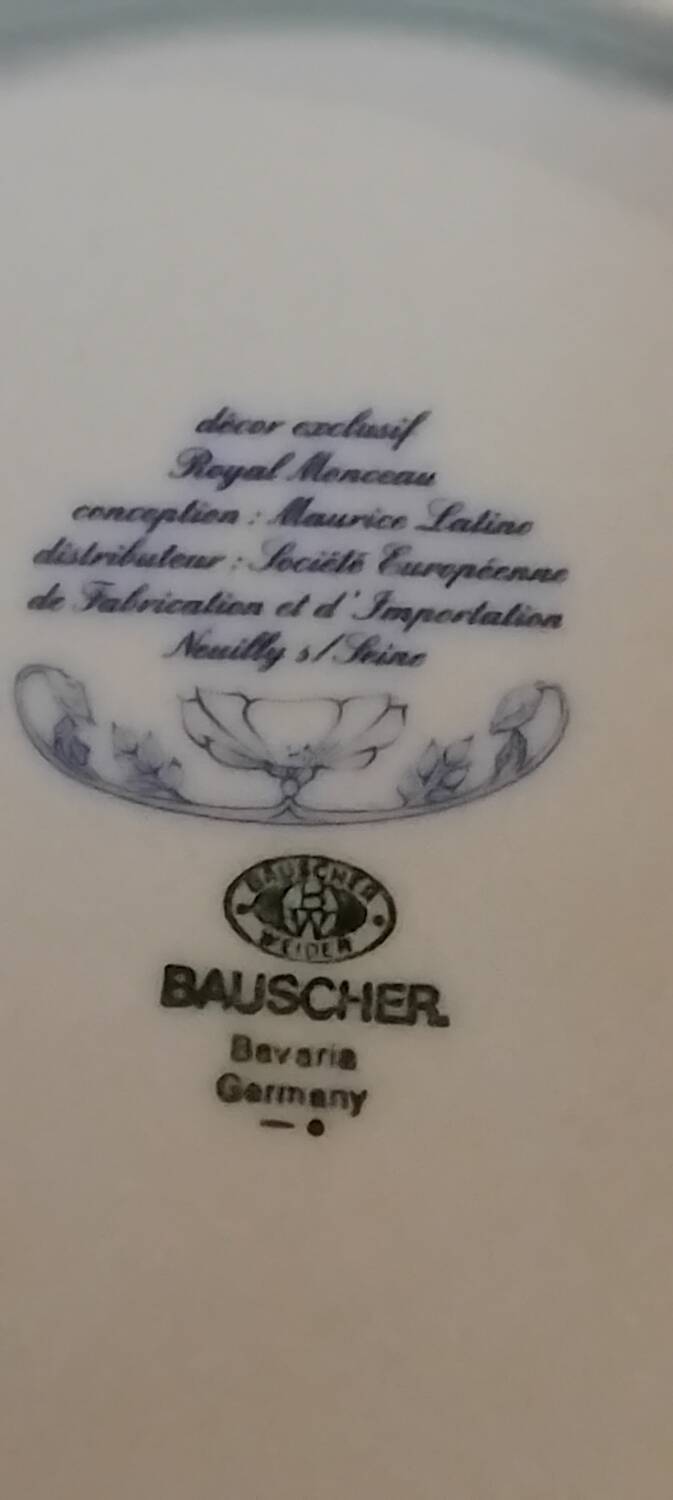 décor exclusif
Royal Monceau
conception : Maurice Latino
distributeur : Société Européenne
de Fabrication et d'Importation
Neuilly s/Seine
BAUSCHER
BW
WEIDEN
BAUSCHER
Bavaria
Germany